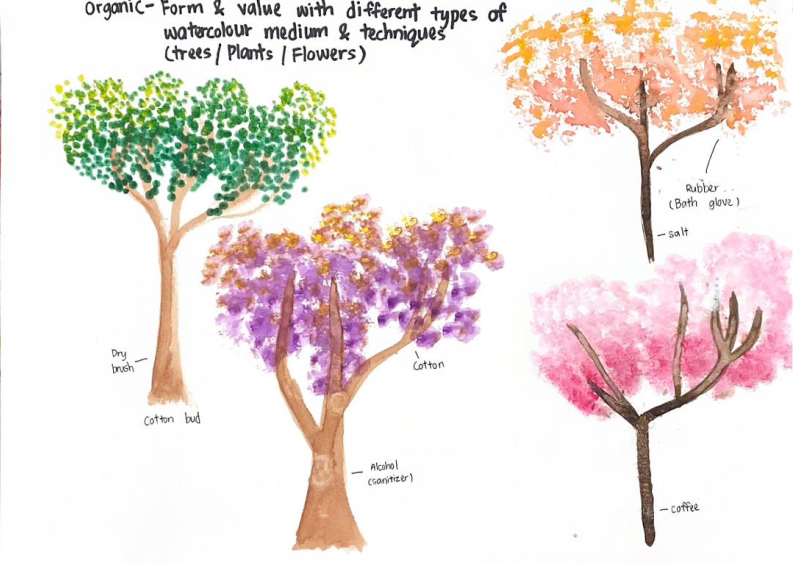 Organic - Form & value with different types of
watercolour medium & techniques
(trees / Plants / Flowers)
Rubber
(Bath glove)
salt
Dry
brush
Cotton
Cotton bud
Alcohol
(sanitizer)
coffee